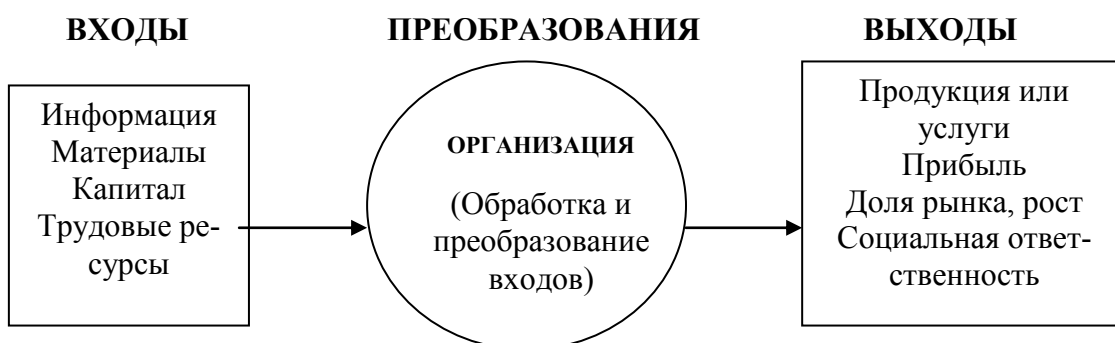 ВХОДЫ
ПРЕОБРАЗОВАНИЯ
ВЫХОДЫ
Информация
Материалы
Капитал
Трудовые ре-
сурсы
ОРГАНИЗАЦИЯ
(Обработка и
преобразование
входов)
Продукция или
услуги
Прибыль
Доля рынка, рост
Социальная ответ-
ственность